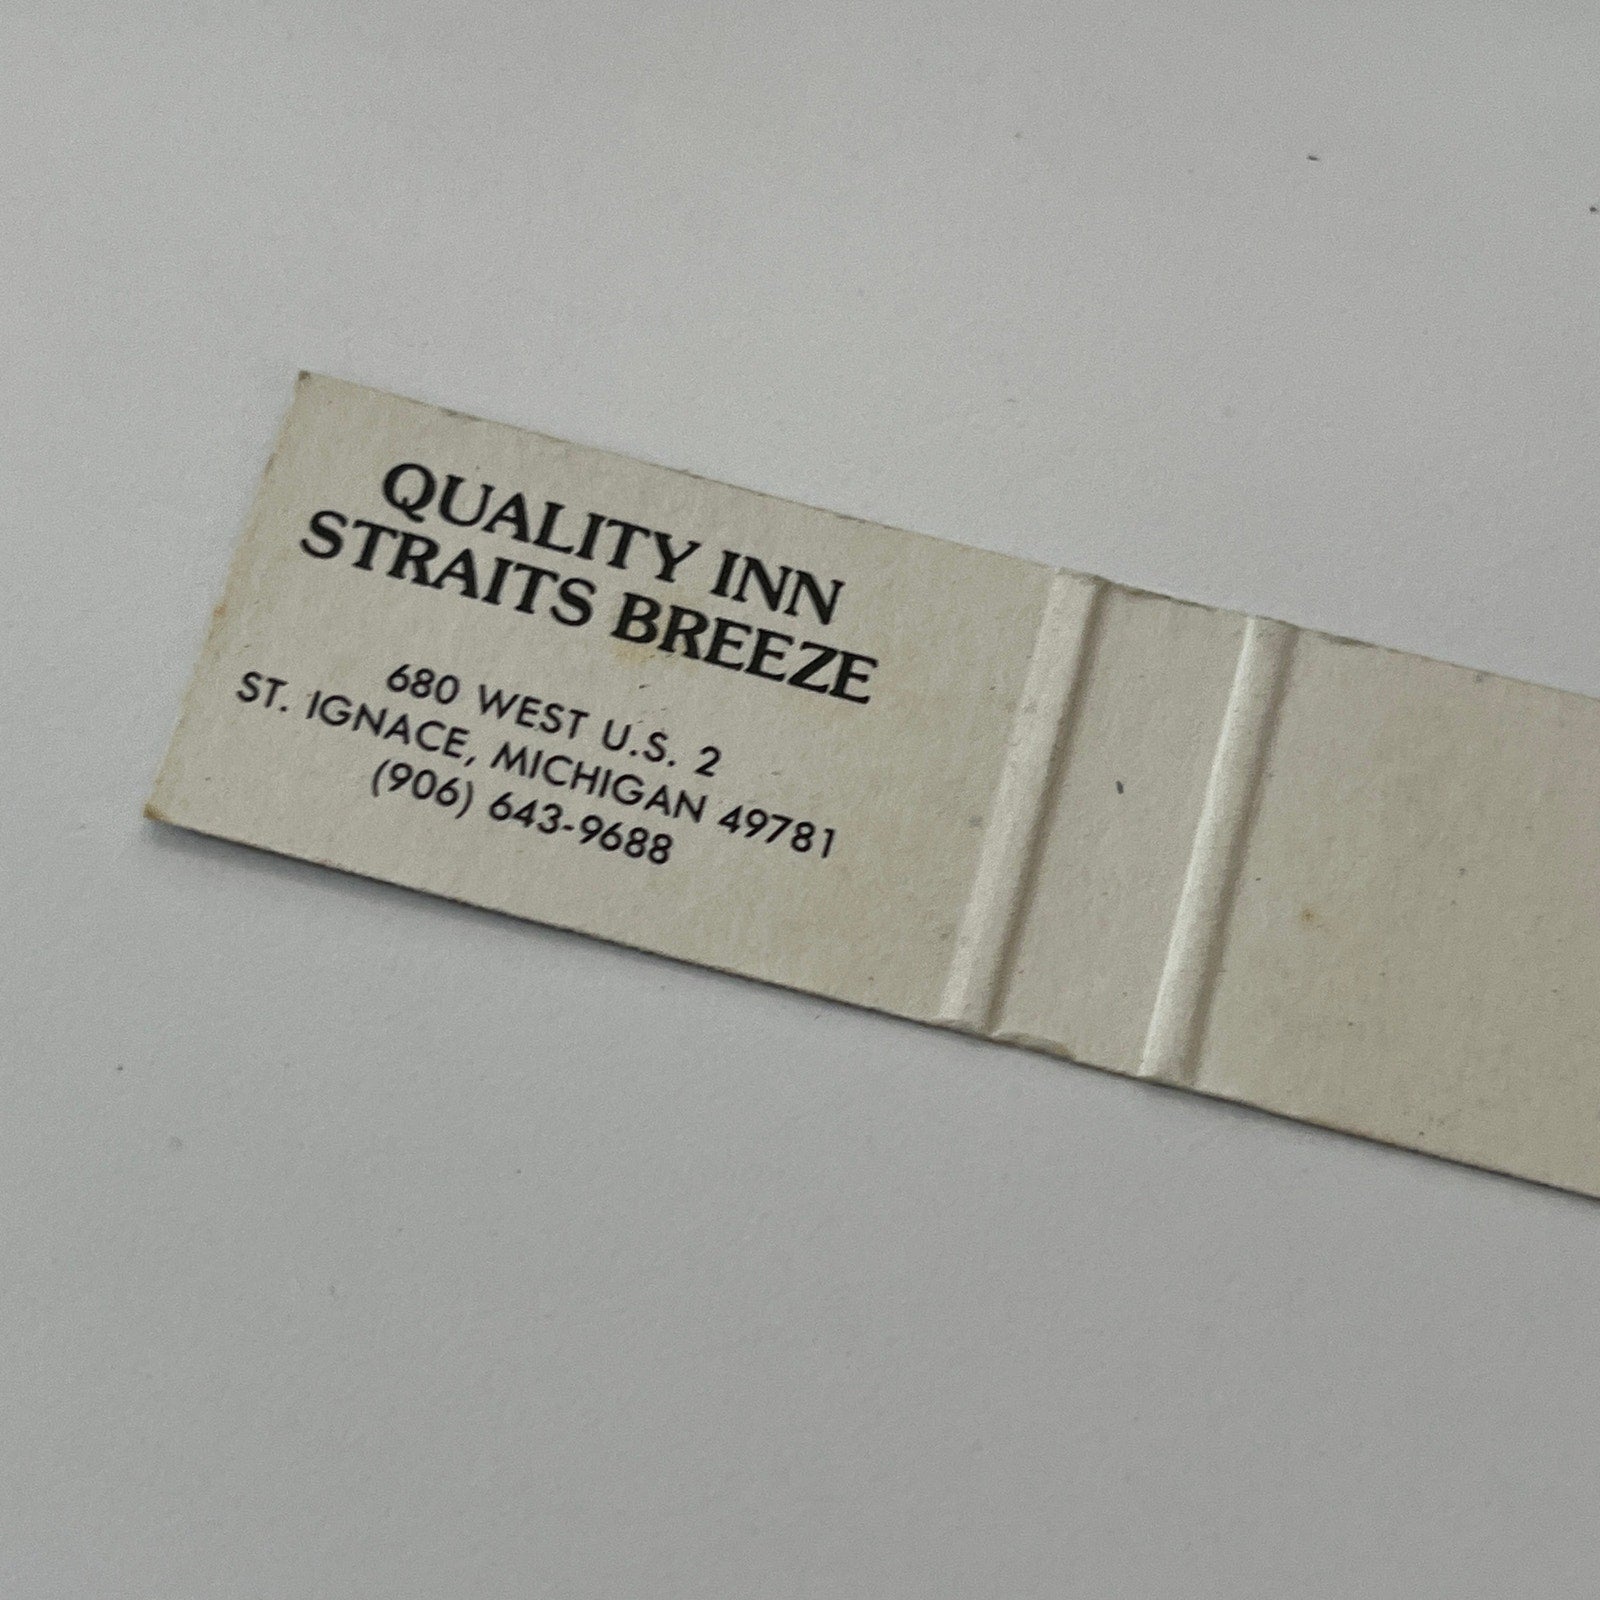 QUALITY INN
STRAITS BREEZE
680 WEST U.S. 2
ST. IGNACE, MICHIGAN 49781
(906) 643-9688